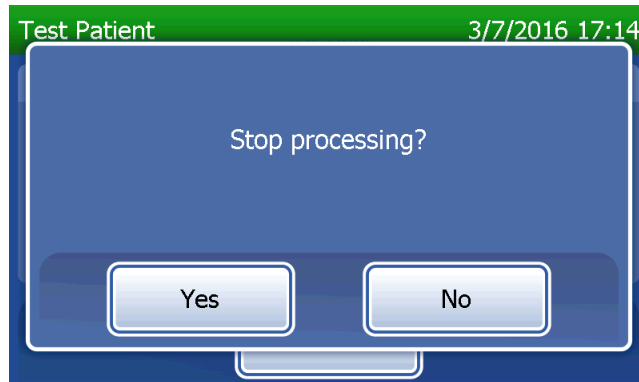 Test Patient 3/7/2016 17:14
Stop processing?
Yes No